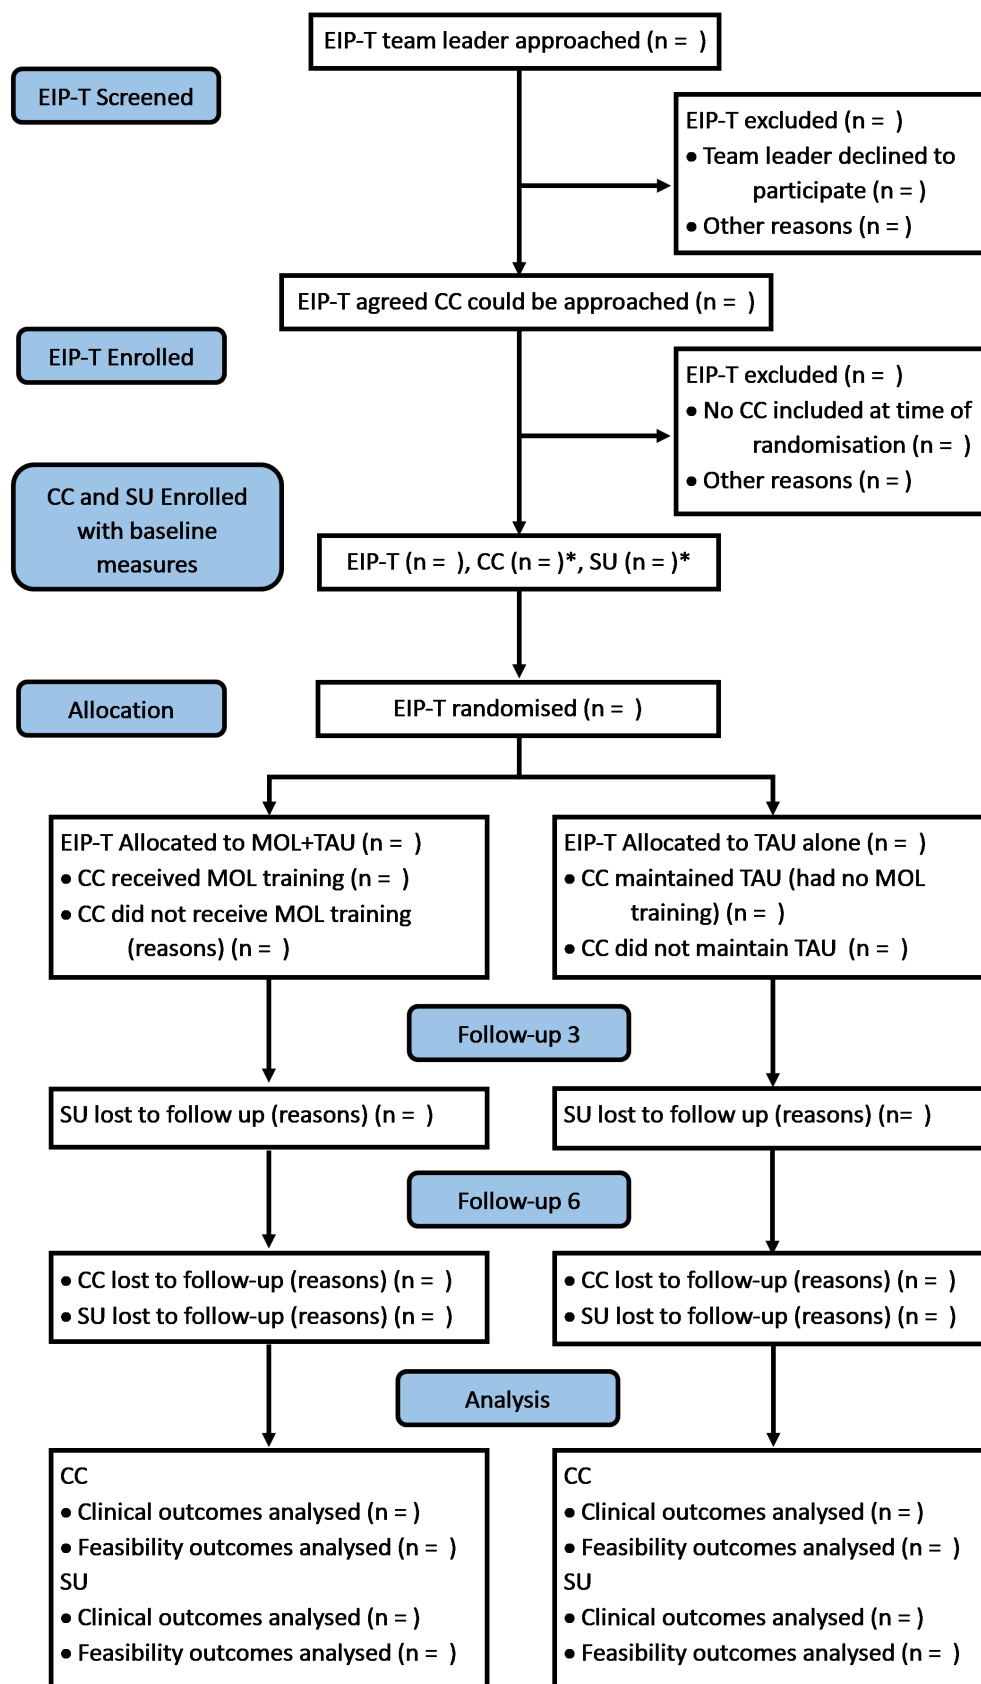 EIP-T team leader approached (n =  )
EIP-T Screened
EIP-T excluded (n =  )
• Team leader declined to
participate (n = )
• Other reasons (n = )
EIP-T agreed CC could be approached (n =  )
EIP-T Enrolled
EIP-T excluded (n =  )
• No CC included at time of
randomisation (n =  )
• Other reasons (n = )
CC and SU Enrolled
with baseline
measures
EIP-T (n =  ), CC (n = )*, SU (n = )*
Allocation
EIP-T randomised (n =  )
EIP-T Allocated to MOL+TAU (n =  )
• CC received MOL training (n =  )
• CC did not receive MOL training
(reasons) (n =  )
EIP-T Allocated to TAU alone (n =  )
• CC maintained TAU (had no MOL
training) (n =  )
• CC did not maintain TAU  (n =  )
Follow-up 3
SU lost to follow up (reasons) (n =  )
SU lost to follow up (reasons) (n=  )
Follow-up 6
• CC lost to follow-up (reasons) (n =  )
• SU lost to follow-up (reasons) (n =  )
• CC lost to follow-up (reasons) (n =  )
• SU lost to follow-up (reasons) (n =  )
Analysis
CC
• Clinical outcomes analysed (n = )
• Feasibility outcomes analysed (n =  )
SU
• Clinical outcomes analysed (n = )
• Feasibility outcomes analysed (n =  )
CC
• Clinical outcomes analysed (n = )
• Feasibility outcomes analysed (n =  )
SU
• Clinical outcomes analysed (n = )
• Feasibility outcomes analysed (n =  )